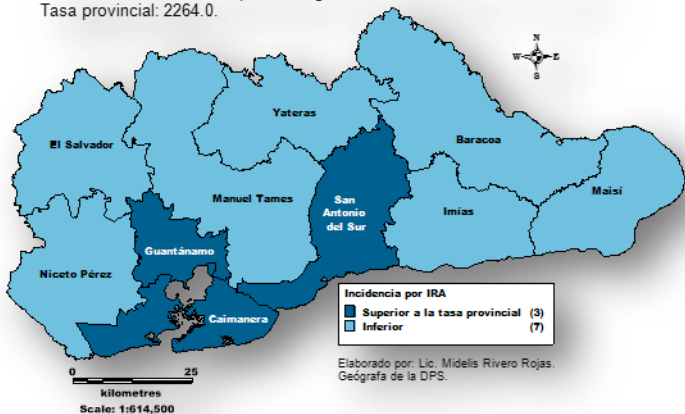 Tasa provincial: 2264.0.
N
W E
S
Yateras
El Salvador
Baracoa
Manuel Tames
San
Antonio
del Sur
Imías
Maisí
Guantánamo
Niceto Pérez
Caimanera
Incidencia por IRA
Superior a la tasa provincial (3)
Inferior (7)
Elaborado por: Lic. Midelis Rivero Rojas.
Geógrafa de la DPS.
0 25
kilometres
Scale: 1:614,500